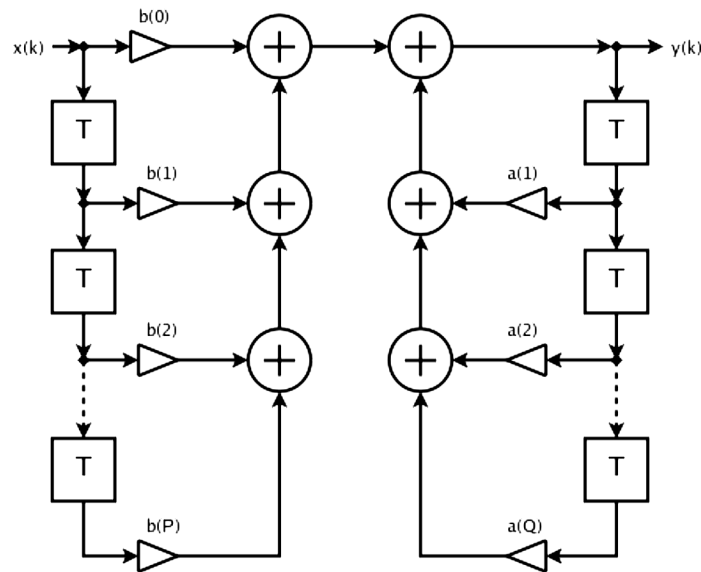 b(0)
x(k)
y(k)
T
T
b(1)
a(1)
T
T
b(2)
a(2)
T
T
b(P)
a(Q)